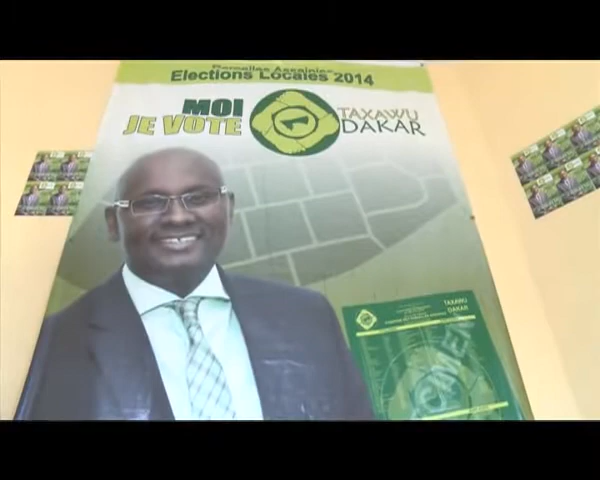 Parcelles Assainies
Elections Locales 2014
MOI
JE VOTE
TAXAWU
DAKAR
TAXAWU
DAKAR